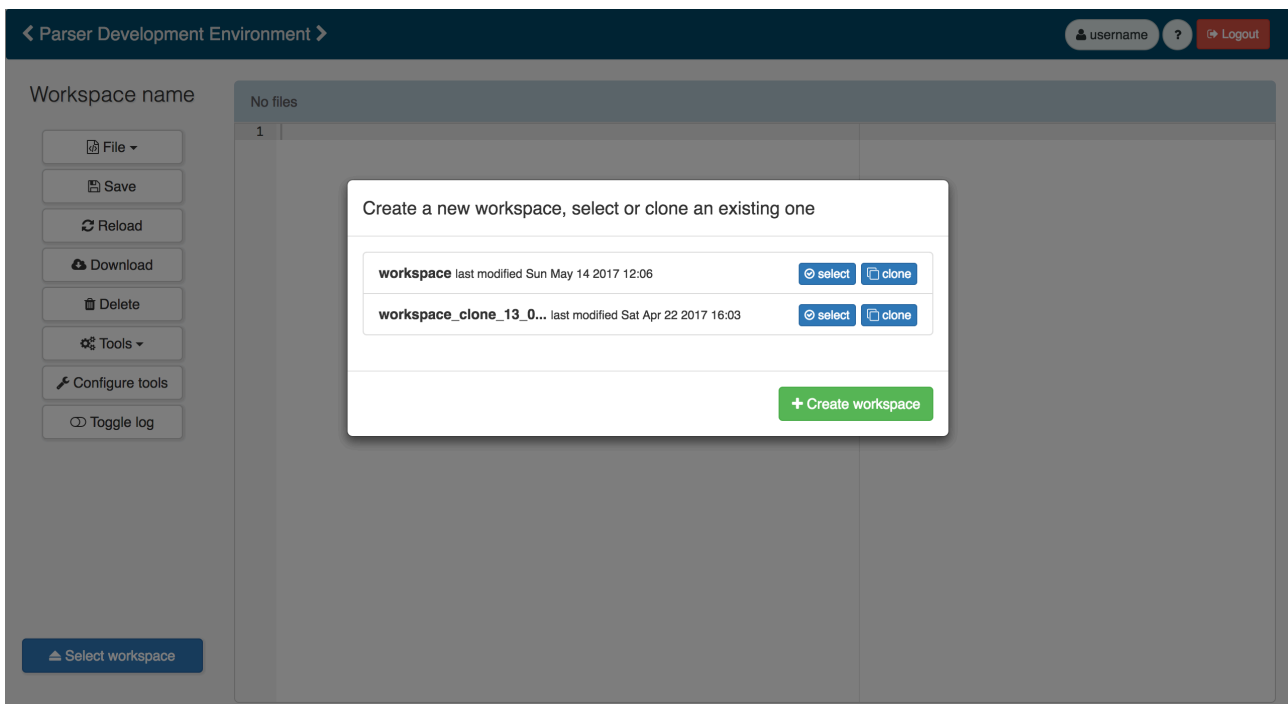 Parser Development Environment
username
?
Logout
Workspace name
No files
1
File
Save
Reload
Download
Delete
Tools
Configure tools
Toggle log
Select workspace
Create a new workspace, select or clone an existing one
workspace last modified Sun May 14 2017 12:06 select clone
workspace_clone_13_0... last modified Sat Apr 22 2017 16:03 select clone
Create workspace